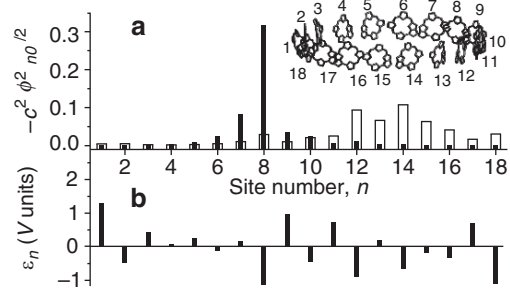 a
−c² ϕ²ₙ₀/2
0.3
0.2
0.1
0.0
1 2 3 4 5 6 7 8 9 10 11 12 13 14 15 16 17 18
2 4 6 8 10 12 14 16 18
Site number, n
b
εₙ (V units)
2
1
0
−1